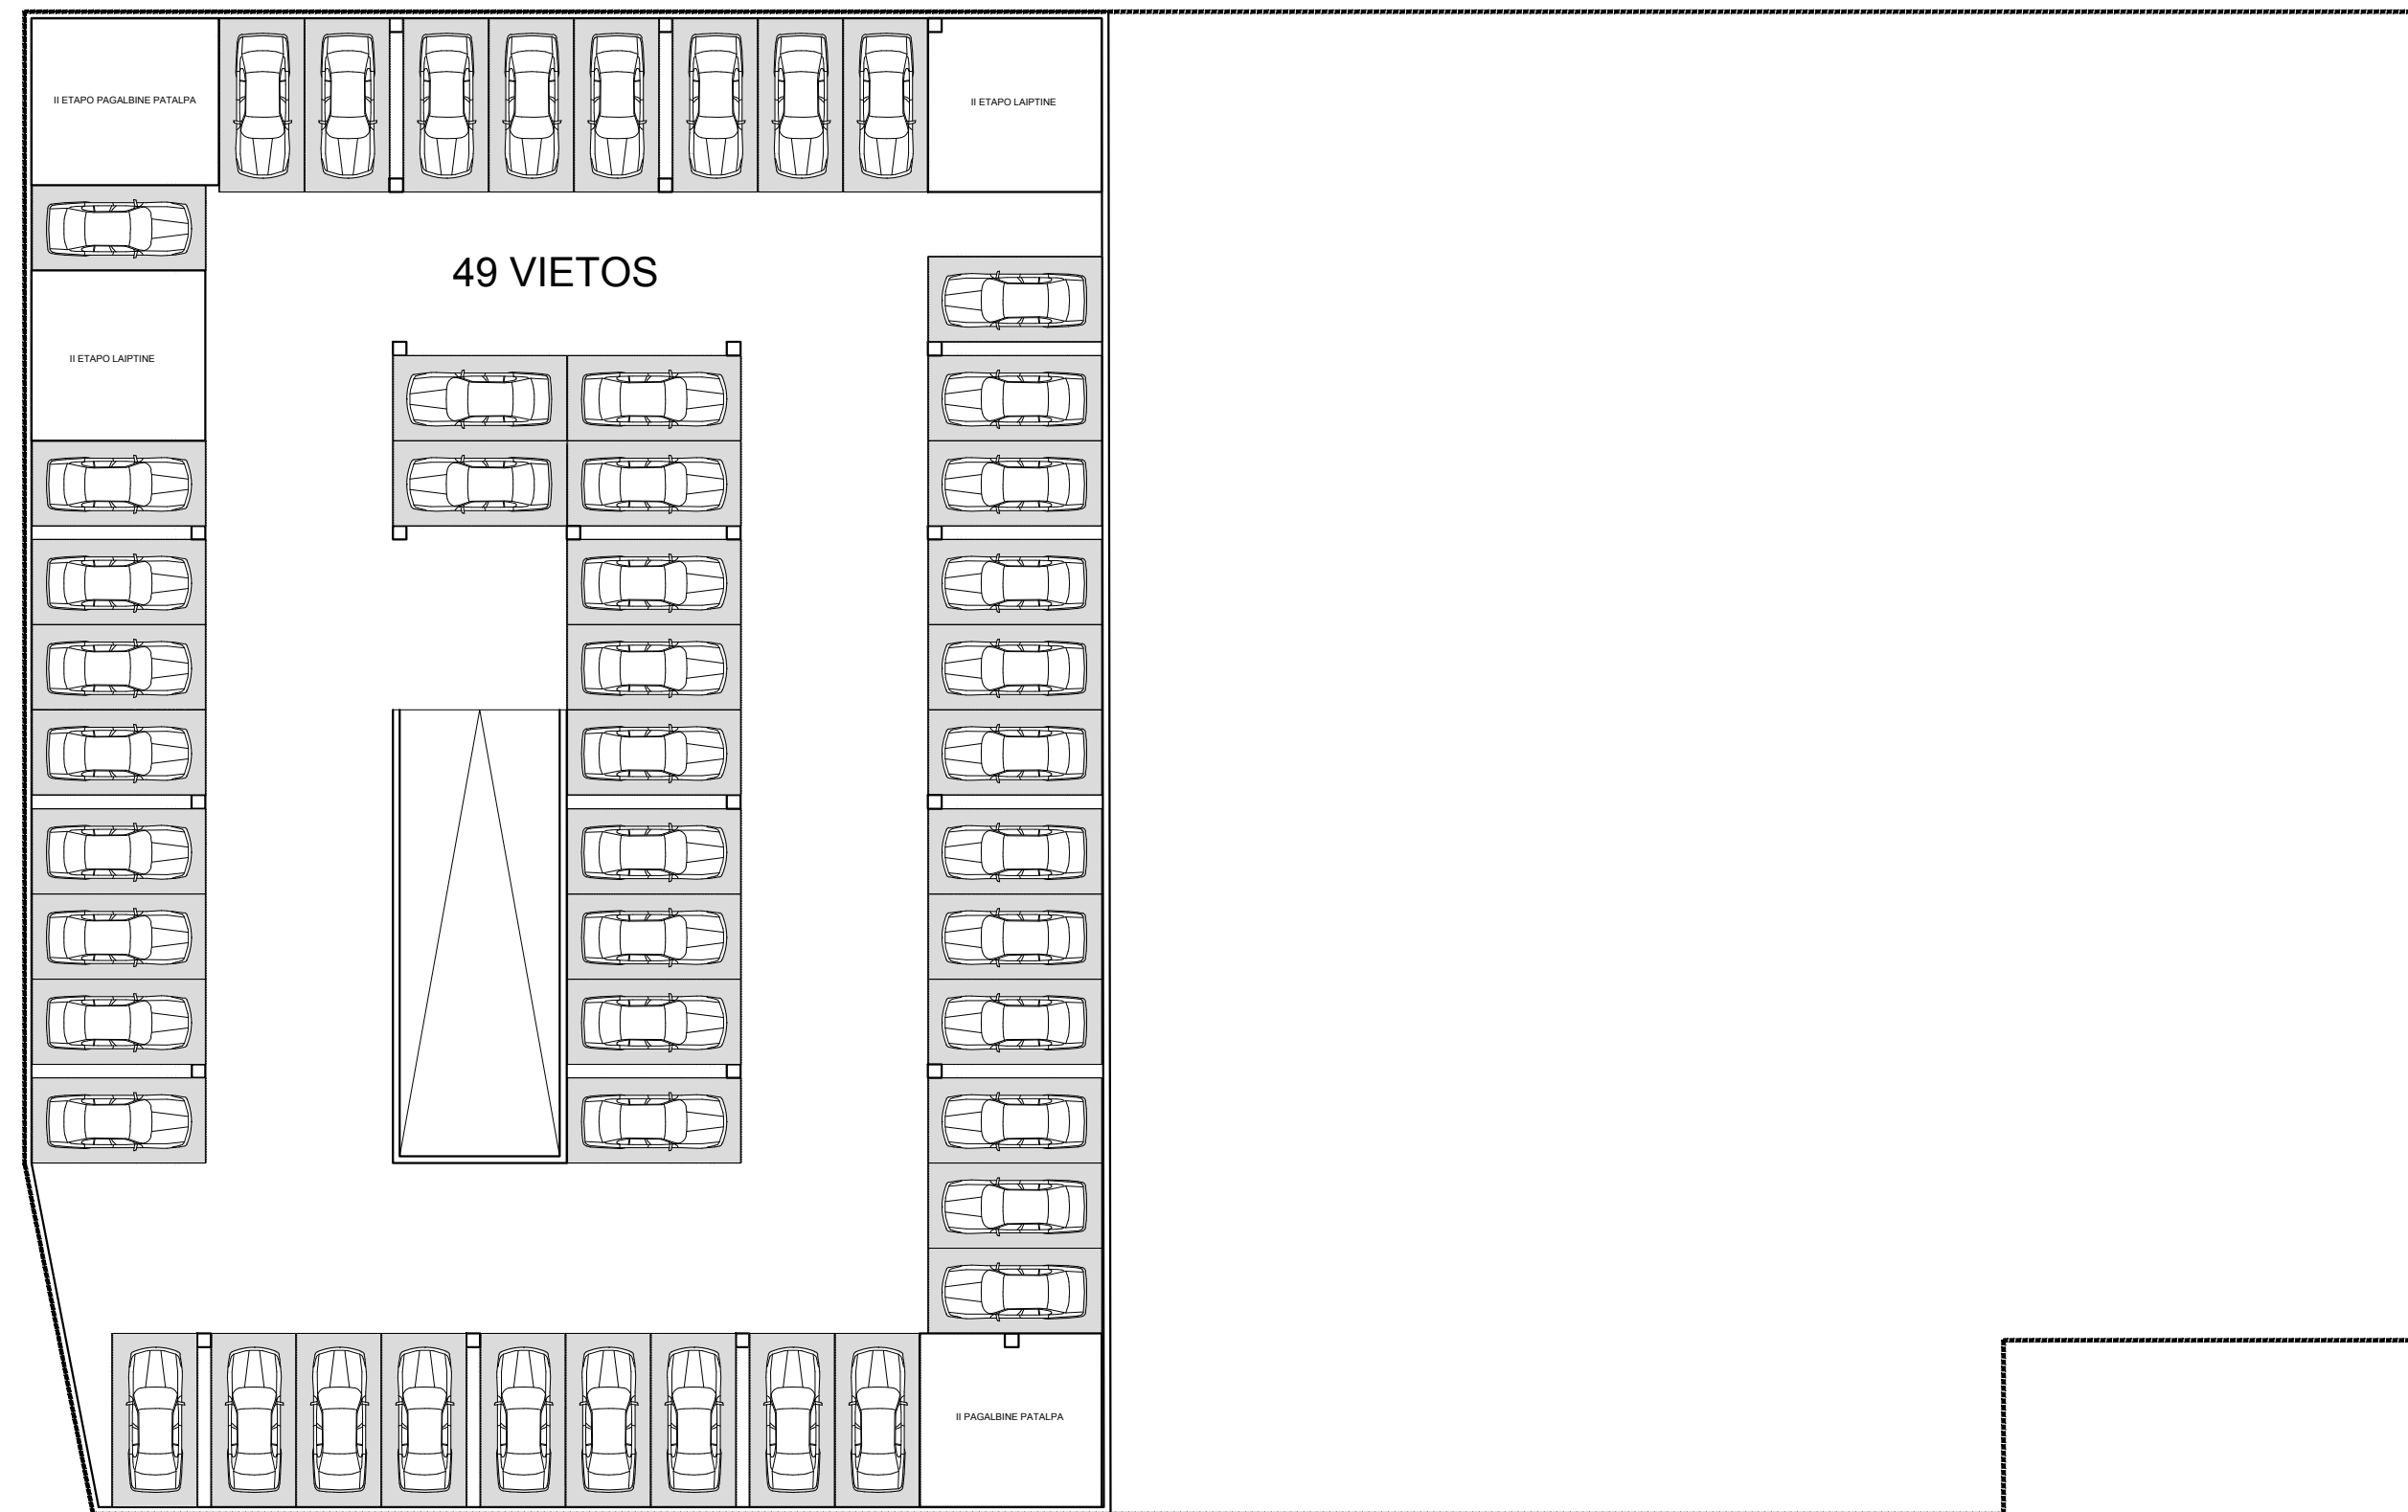 II ETAPO PAGALBINE PATALPA
II ETAPO LAIPTINE
49 VIETOS
II ETAPO LAIPTINE
II PAGALBINE PATALPA